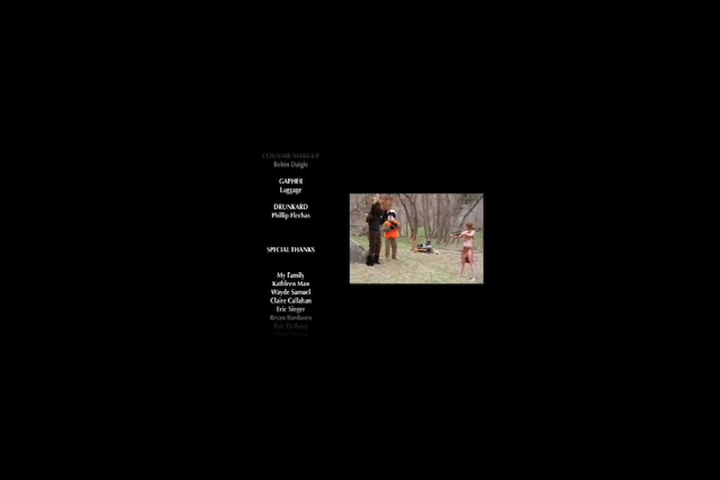 COSTUME/MAKE-UP
Robin Daigle
GAPHER
Luggage
DRUNKARD
Phillip Flechas
SPECIAL THANKS
My Family
Kathleen Man
Wayde Samuel
Claire Callahan
Eric Singer
Bryan